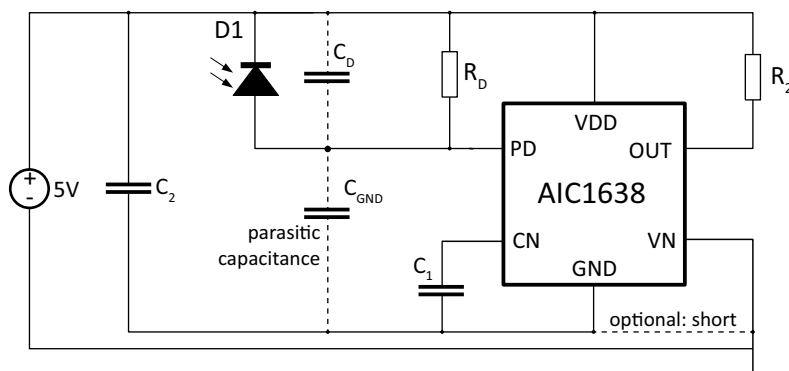 D1
C_D
R_D
R_2
VDD
PD
OUT
AIC1638
5V
C_2
C_GND
parasitic
capacitance
CN
VN
C_1
GND
optional: short
+
-